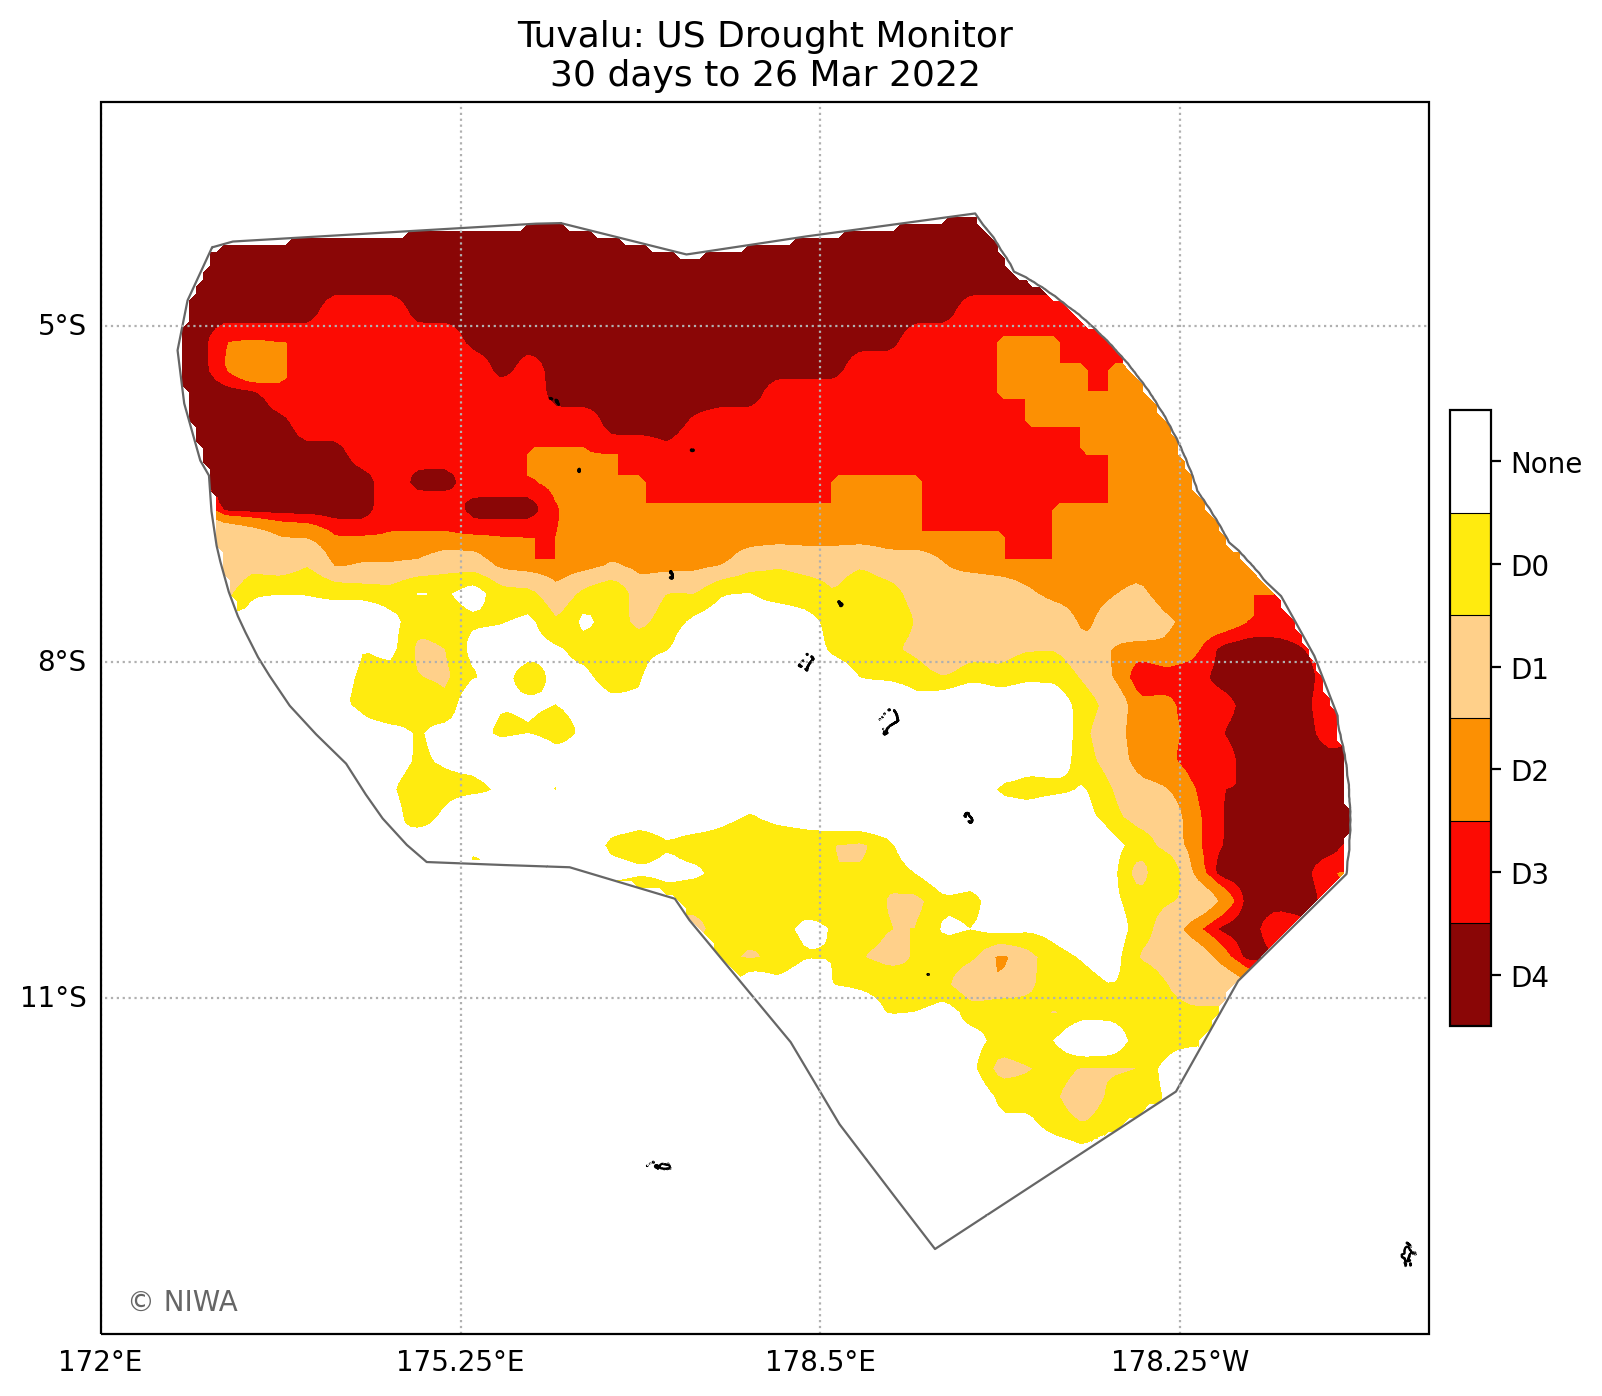 Tuvalu: US Drought Monitor
30 days to 26 Mar 2022
5°S
8°S
11°S
172°E
175.25°E
178.5°E
178.25°W
None
D0
D1
D2
D3
D4
© NIWA